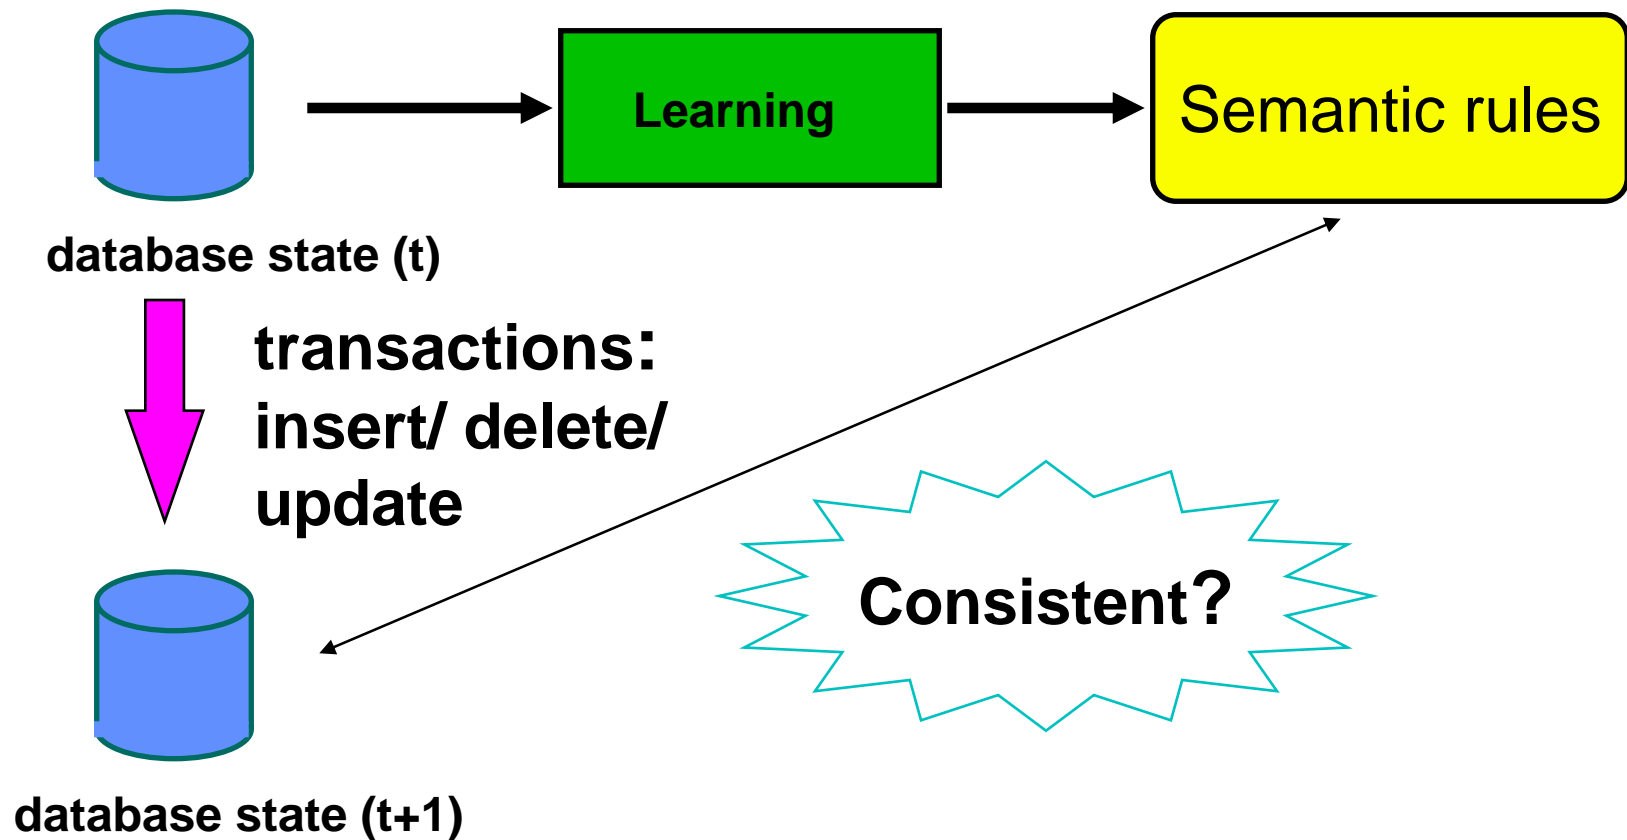 Learning
Semantic rules
database state (t)
transactions:
insert/ delete/
update
Consistent?
database state (t+1)